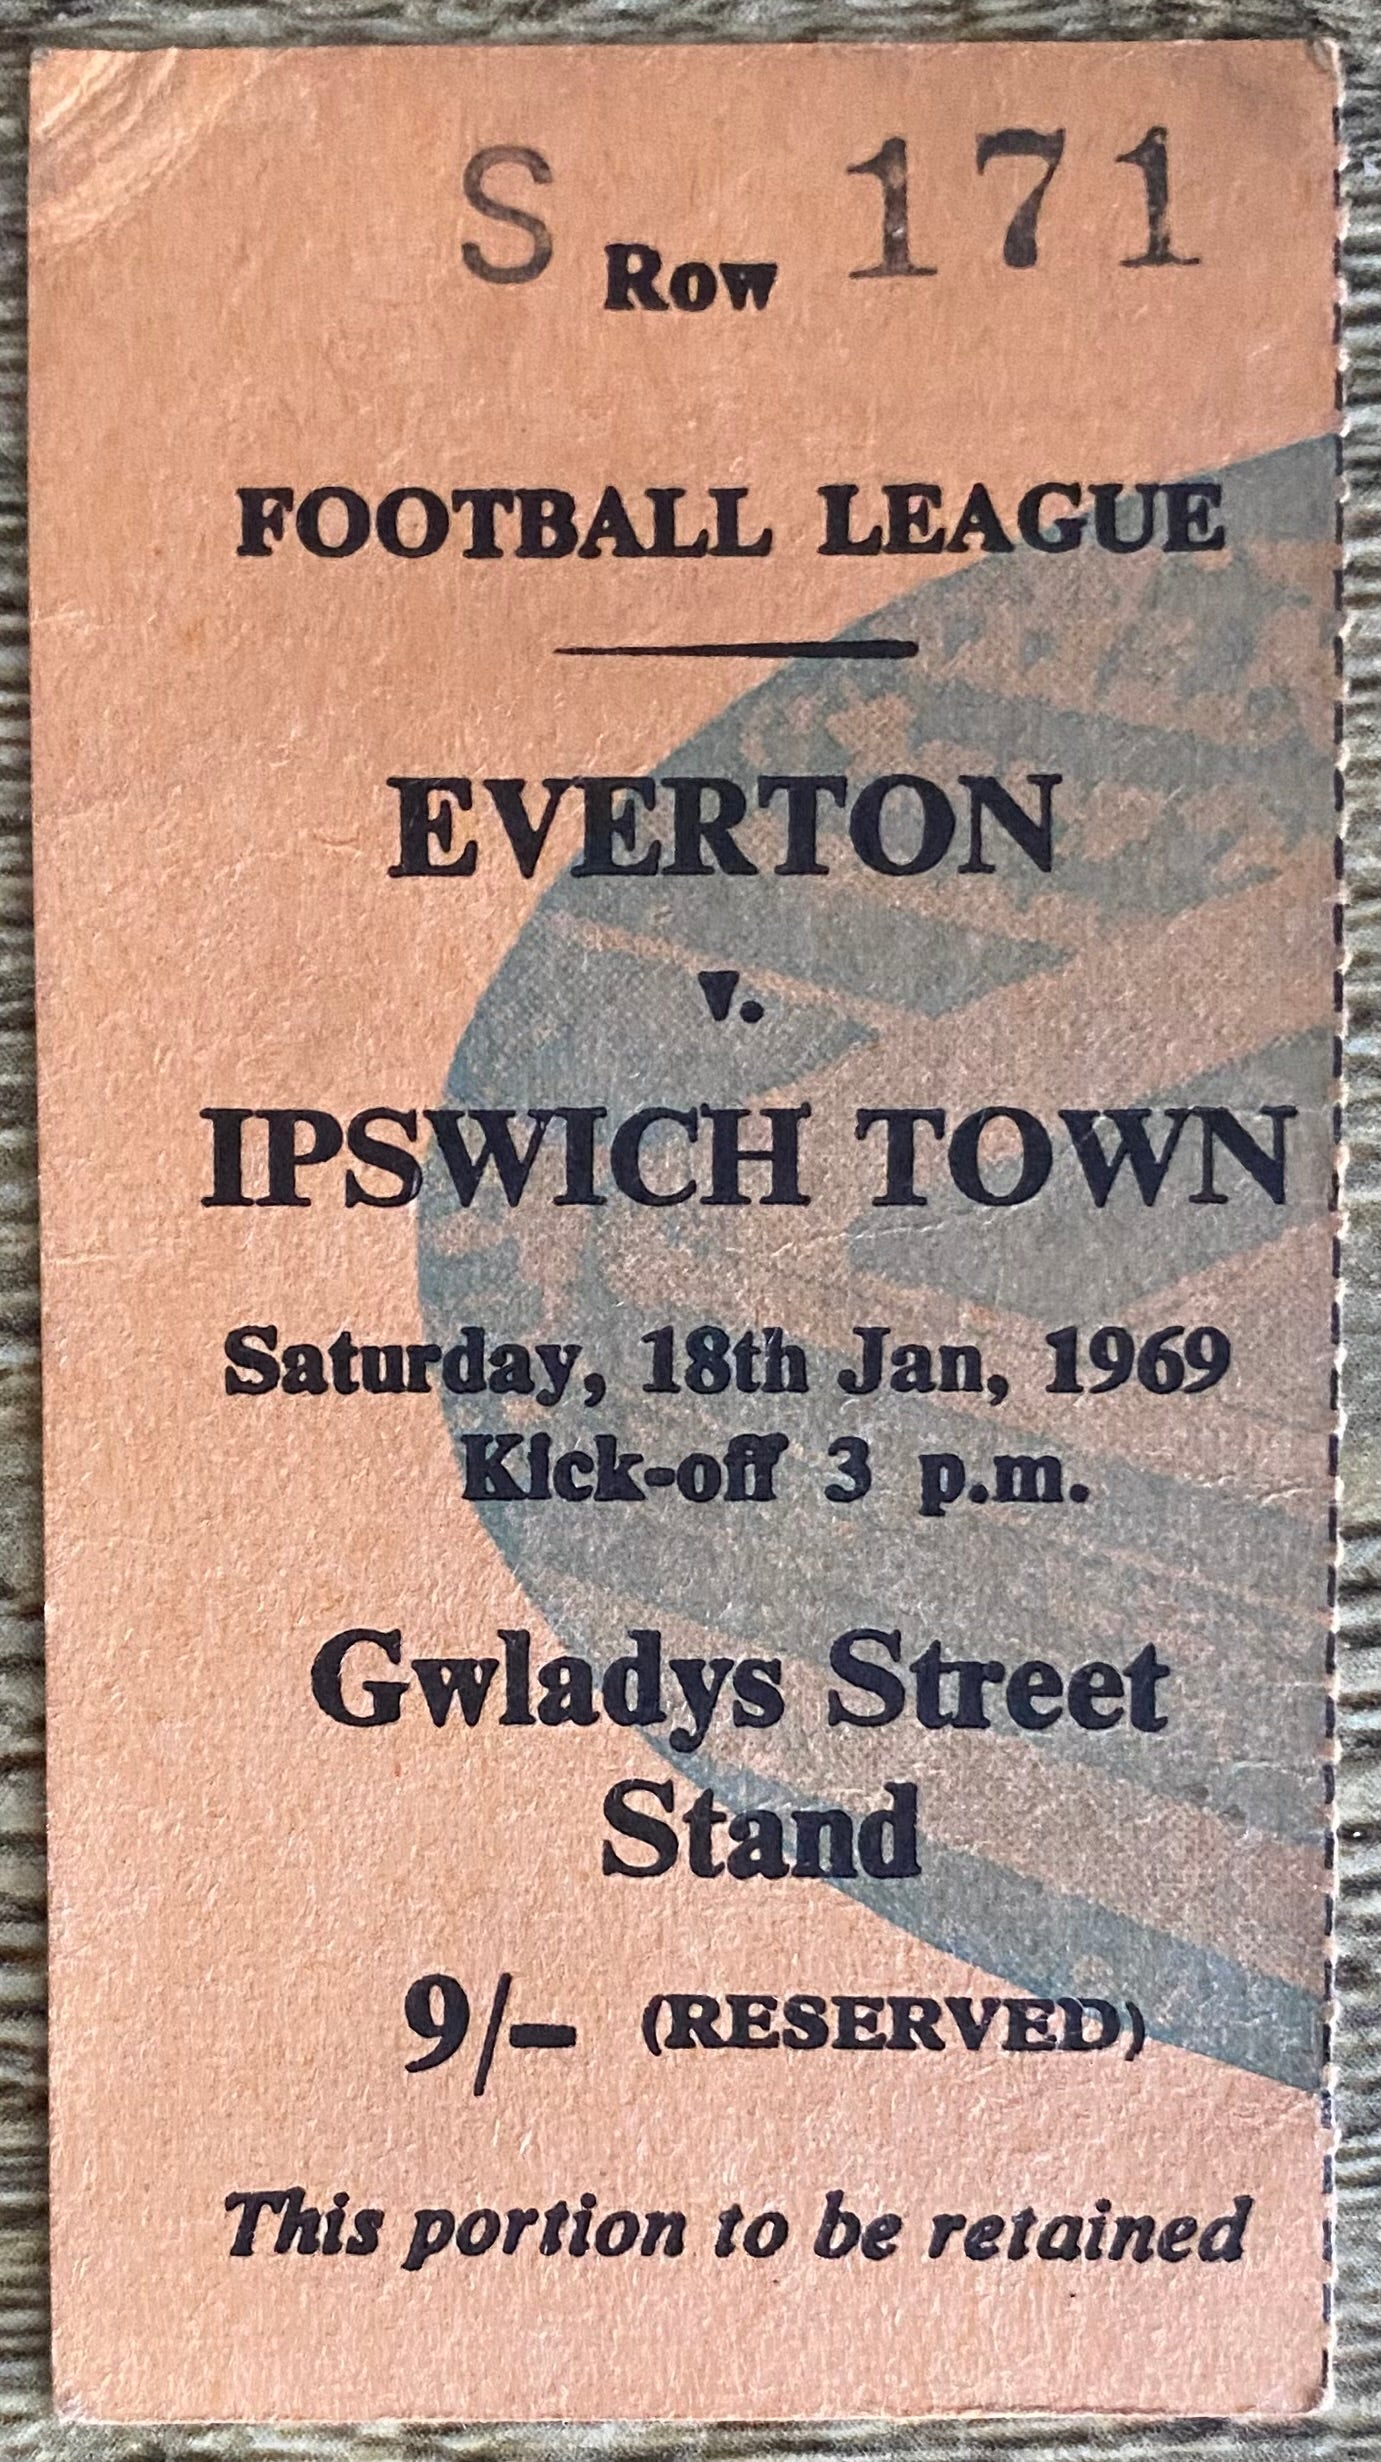 S Row 171
FOOTBALL LEAGUE
EVERTON
v.
IPSWICH TOWN
Saturday, 18th Jan, 1969
Kick-off 3 p.m.
Gwladys Street
Stand
9/- (RESERVED)
This portion to be retained